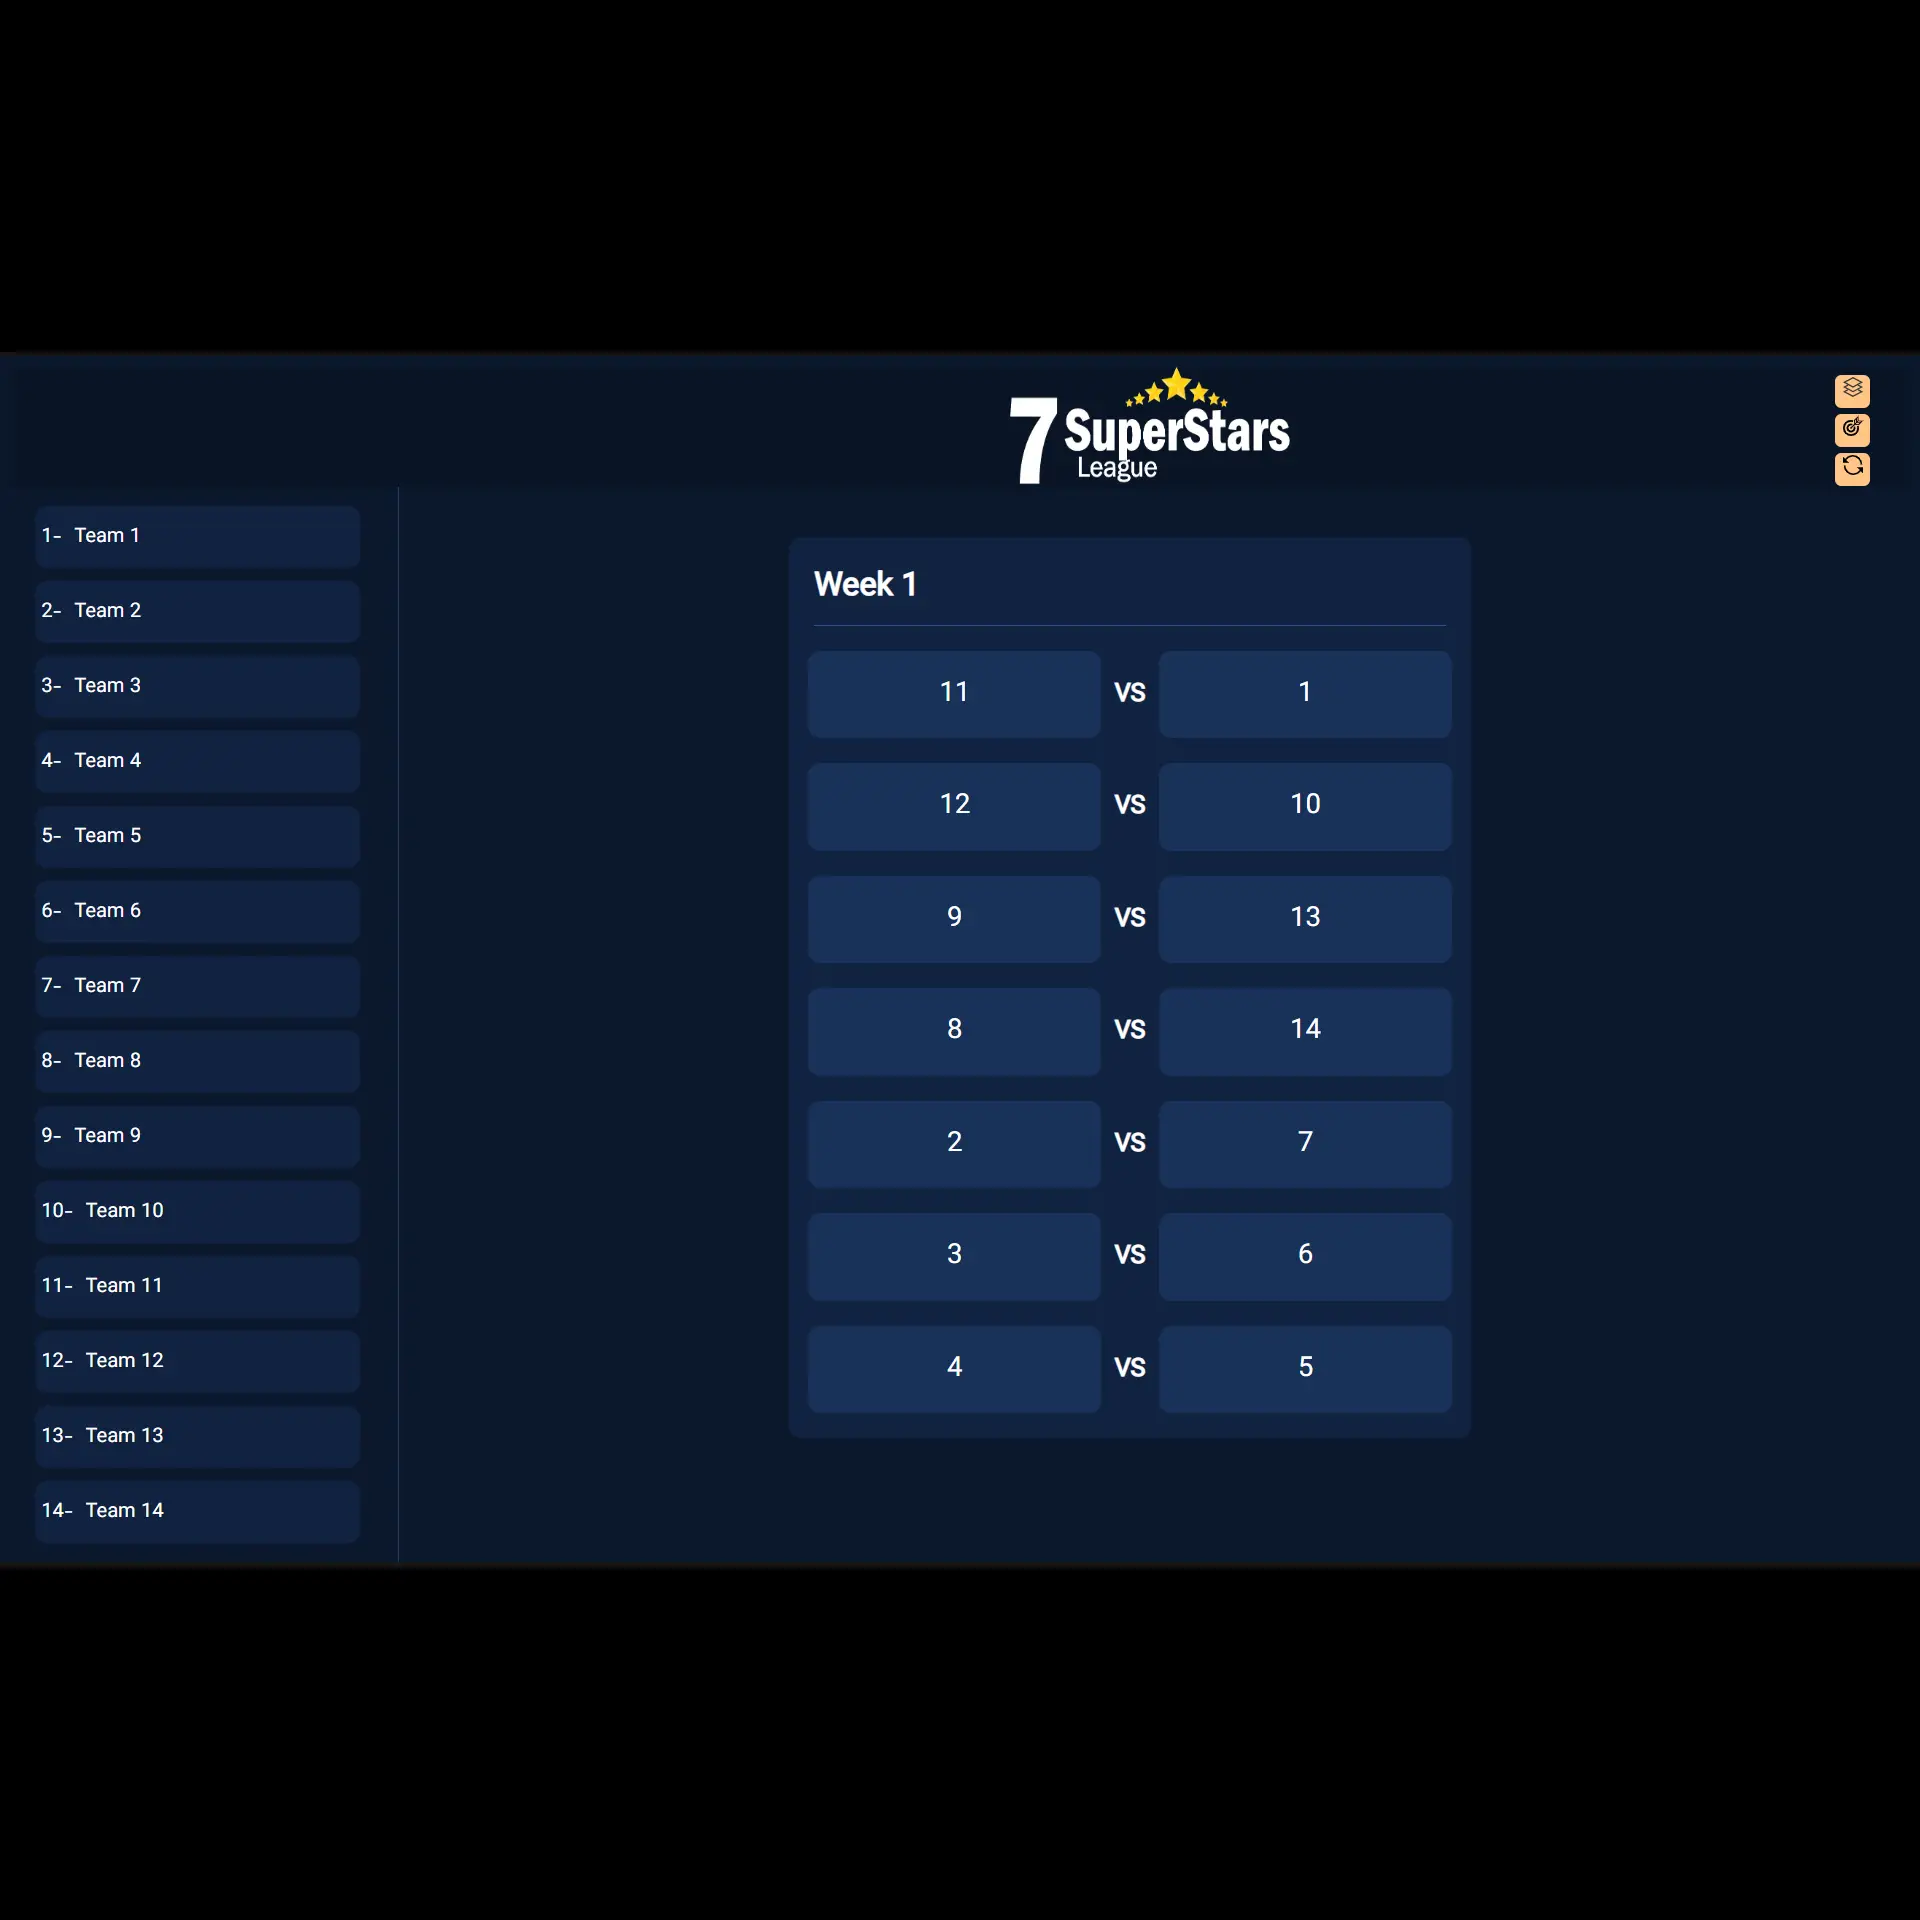 7 SuperStars
League
1- Team 1
2- Team 2
3- Team 3
4- Team 4
5- Team 5
6- Team 6
7- Team 7
8- Team 8
9- Team 9
10- Team 10
11- Team 11
12- Team 12
13- Team 13
14- Team 14
Week 1
11 VS 1
12 VS 10
9 VS 13
8 VS 14
2 VS 7
3 VS 6
4 VS 5